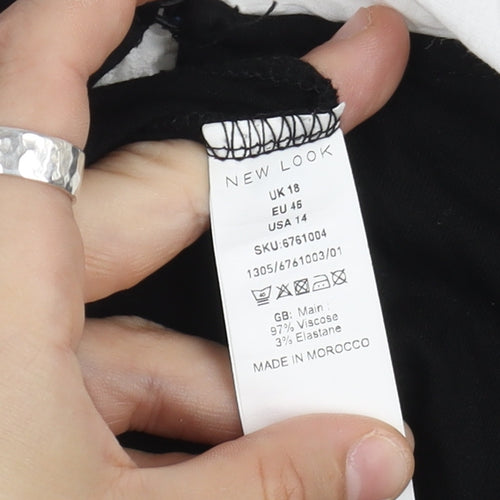 NEW LOOK
UK 18
EU 46
USA 14
SKU:6761004
1305/6761003/01
40
GB: Main :
97% Viscose
3% Elastane
MADE IN MOROCCO